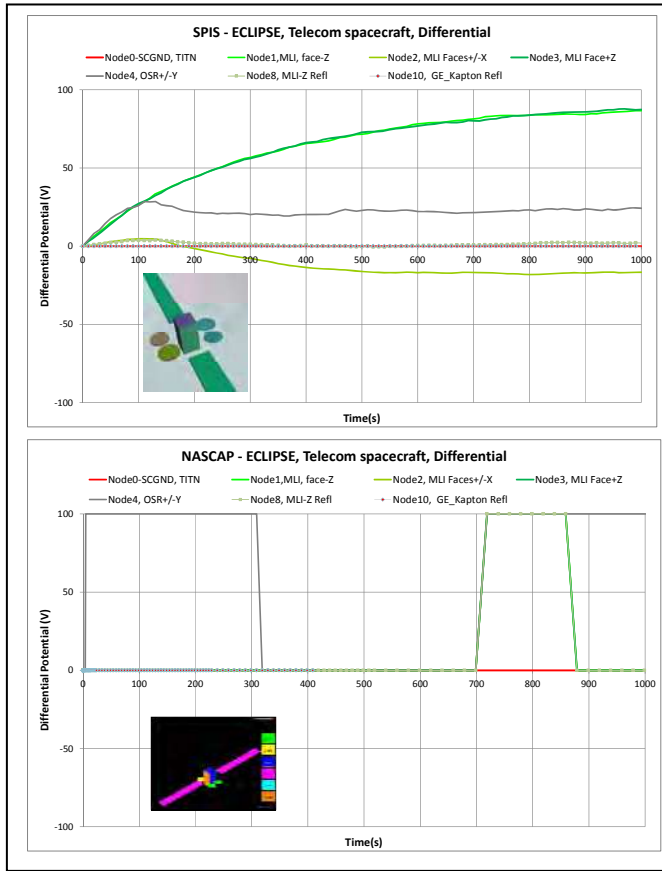 SPIS - ECLIPSE, Telecom spacecraft, Differential
Node0-SCGND, TITN Node1,MLI, face-Z Node2, MLI Faces+/-X Node3, MLI Face+Z
Node4, OSR+/-Y Node8, MLI-Z Refl Node10, GE_Kapton Refl
100
50
0
0 100 200 300 400 500 600 700 800 900 1000
-50
-100
Differential Potential (V)
Time(s)
NASCAP - ECLIPSE, Telecom spacecraft, Differential
Node0-SCGND, TITN Node1,MLI, face-Z Node2, MLI Faces+/-X Node3, MLI Face+Z
Node4, OSR+/-Y Node8, MLI-Z Refl Node10, GE_Kapton Refl
100
50
0
0 100 200 300 400 500 600 700 800 900 1000
-50
-100
Differential Potential (V)
Time(s)